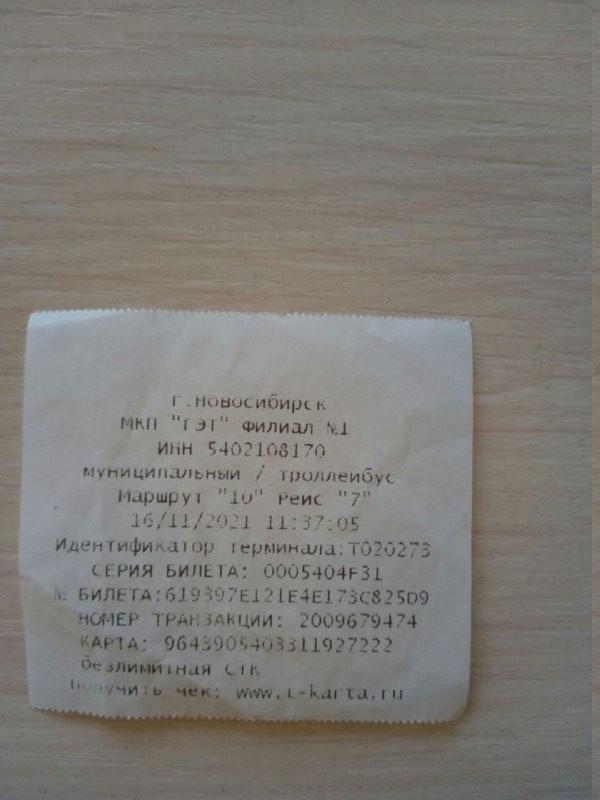 г.Новосибирск
МКП "ГЭТ" филиал №1
ИНН 5402108170
муниципальный / троллейбус
Маршрут "10" Рейс "7"
16/11/2021 11:37:05
Идентификатор терминала:T020273
СЕРИЯ БИЛЕТА: 0005404F31
№ БИЛЕТА:619397E121E4E173C825D9
НОМЕР ТРАНЗАКЦИИ: 2009679474
КАРТА: 9643905403311927222
безлимитная СТК
Получить чек: www.t-karta.ru